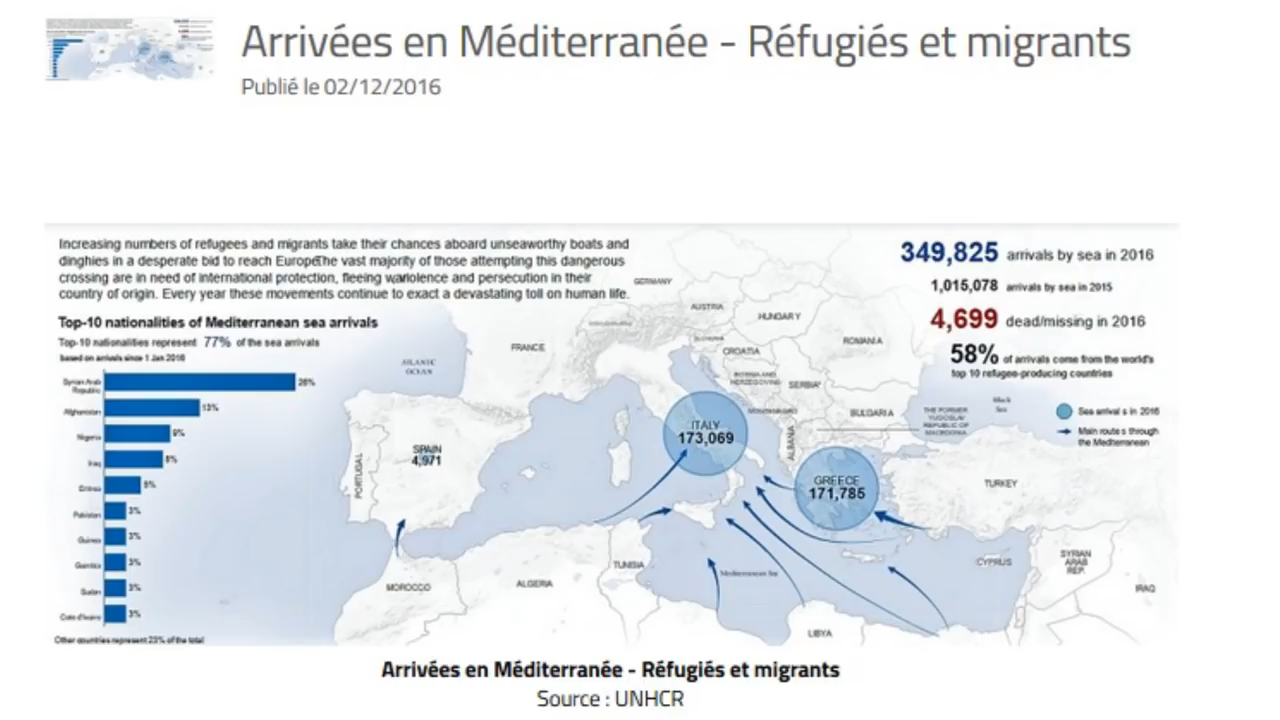 Arrivées en Méditerranée - Réfugiés et migrants
Publié le 02/12/2016
Increasing numbers of refugees and migrants take their chances aboard unseaworthy boats and
dinghies in a desperate bid to reach EuropeThe vast majority of those attempting this dangerous
crossing are in need of international protection, fleeing violence and persecution in their
country of origin. Every year these movements continue to exact a devastating toll on human life.
Top-10 nationalities of Mediterranean sea arrivals
Top-10 nationalities represent 77% of the sea arrivals
based on arrivals since 1 Jan 2016
Syrian Arab
Republic
26%
Afghanistan
13%
Nigeria
9%
Iraq
8%
Eritrea
5%
Pakistan
3%
Guinea
3%
Gambia
3%
Sudan
3%
Cote d'Ivoire
3%
Other countries represent 23% of the total
349,825 arrivals by sea in 2016
1,015,078 arrivals by sea in 2015
4,699 dead/missing in 2016
58% of arrivals come from the world's
top 10 refugee-producing countries
Sea arrivals in 2016
Main routes through
the Mediterranean
GERMANY
AUSTRIA
HUNGARY
FRANCE
CROATIA
ROMANIA
ATLANTIC
OCEAN
BOSNIA AND
HERZEGOVINA
SERBIA
Black
Sea
MONTENEGRO
BULGARIA
THE FORMER
YUGOSLAV
REPUBLIC OF
MACEDONIA
ITALY
173,069
ALBANIA
SPAIN
4,971
PORTUGAL
GREECE
171,785
TURKEY
TUNISIA
Mediterranean Sea
CYPRUS
SYRIAN
ARAB
REP.
MOROCCO
ALGERIA
IRAQ
LIBYA
Arrivées en Méditerranée - Réfugiés et migrants
Source : UNHCR